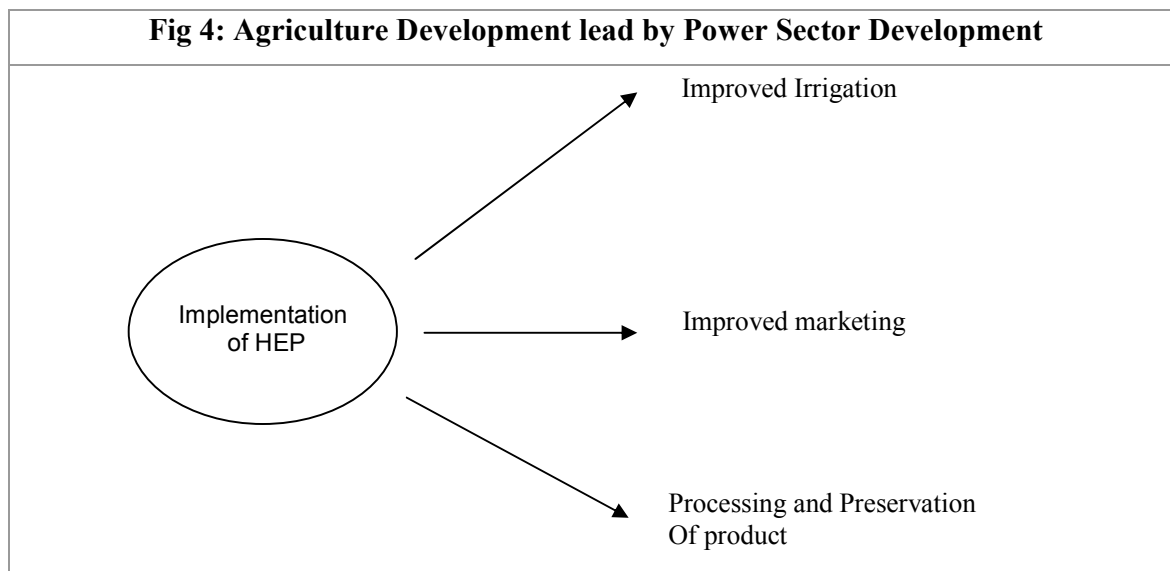 Fig 4: Agriculture Development lead by Power Sector Development
Improved Irrigation
Implementation
of HEP
Improved marketing
Processing and Preservation
Of product